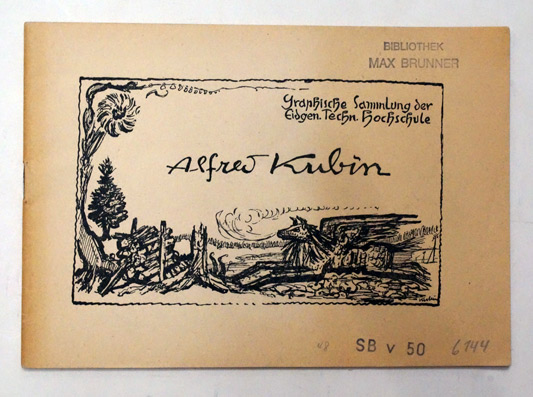 BIBLIOTHEK
MAX BRUNNER
Graphische Sammlung der
Eidgen. Techn. Hochschule
Alfred Kubin
SB v 50
6144